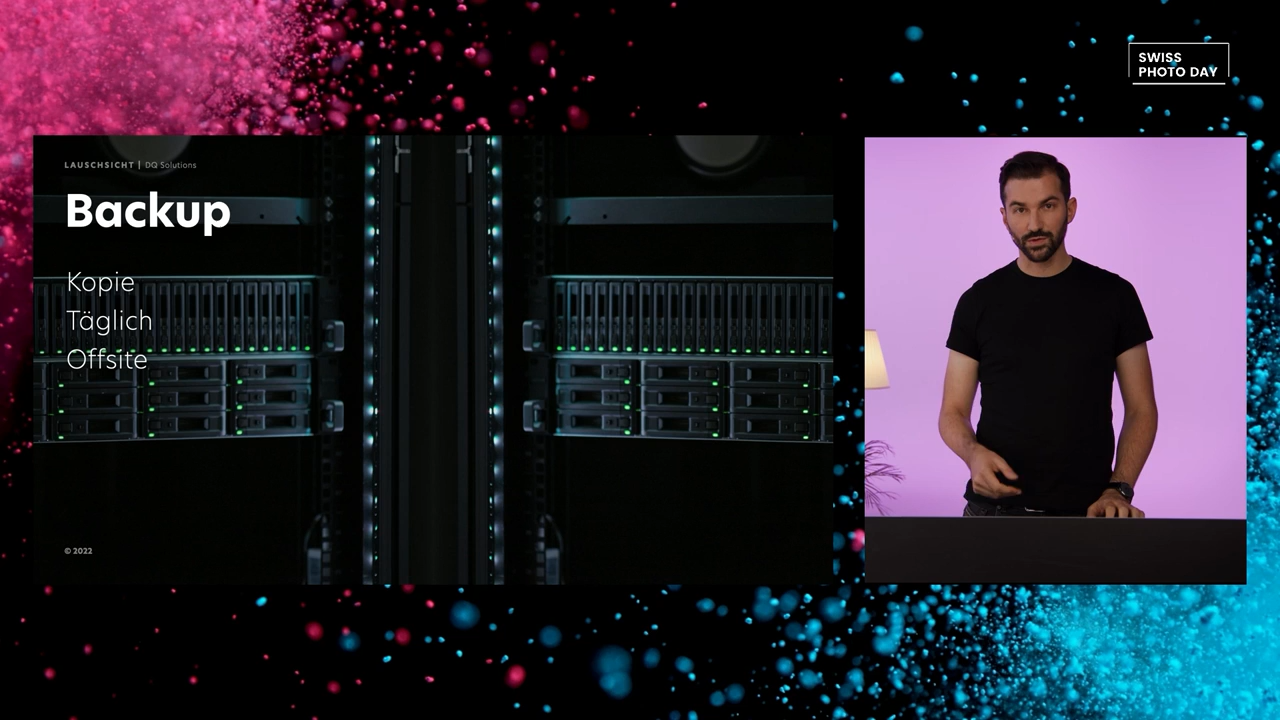 SWISS
PHOTO DAY
LAUSCHSICHT | DQ Solutions
Backup
Kopie
Täglich
Offsite
© 2022